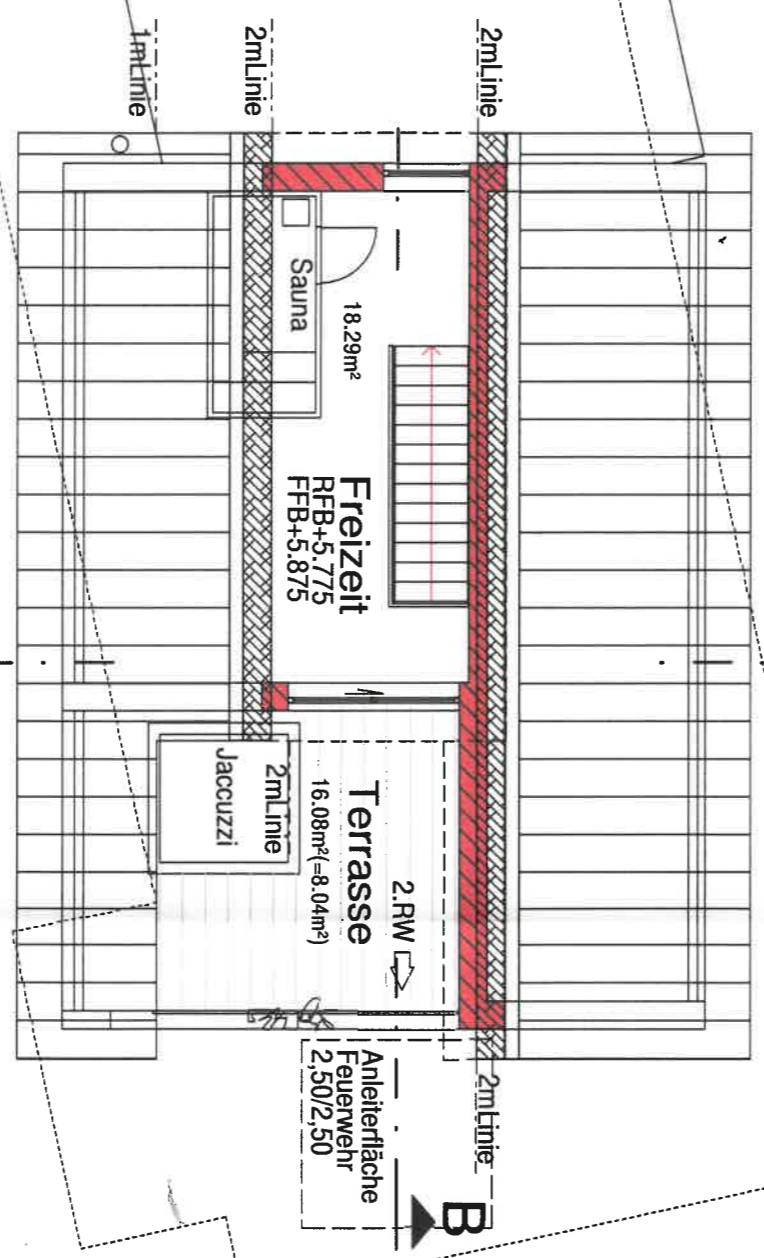 2mLinie
2mLinie
1mLinie
Sauna
18.29m²
Freizeit
RFB+5.775
FFB+5.875
Terrasse
16.08m²(=8.04m²)
2mLinie
Jaccuzzi
2.RW
Anleiterfläche
Feuerwehr
2,50/2,50
2mLinie
B